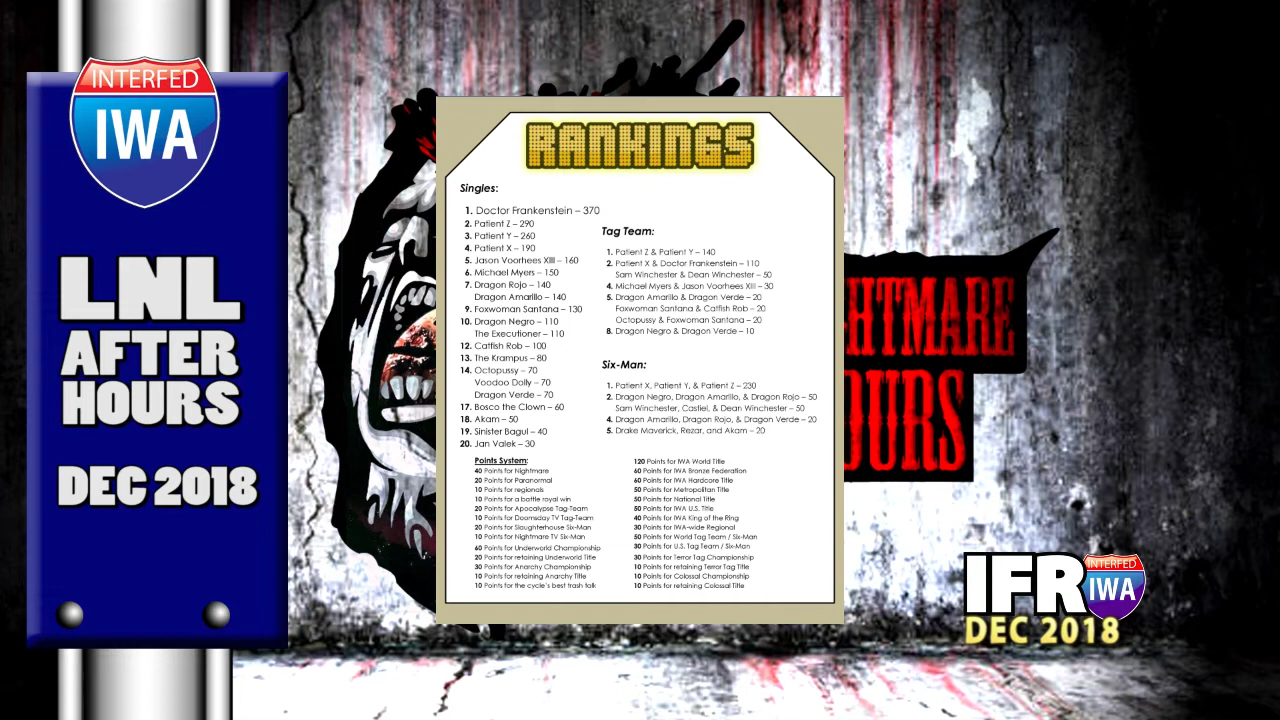 INTERFED
IWA
LNL
AFTER
HOURS
DEC 2018
RANKINGS
Singles:
1. Doctor Frankenstein – 370
2. Patient Z – 290
3. Patient Y – 260
4. Patient X – 190
5. Jason Voorhees XIII – 160
6. Michael Myers – 150
7. Dragon Rojo – 140
Dragon Amarillo – 140
9. Foxwoman Santana – 130
10. Dragon Negro – 110
The Executioner – 110
12. Catfish Rob – 100
13. The Krampus – 80
14. Octopussy – 70
Voodoo Dolly – 70
Dragon Verde – 70
17. Bosco the Clown – 60
18. Akam – 50
19. Sinister Bagul – 40
20. Jan Valek – 30
Tag Team:
1. Patient Z & Patient Y – 140
2. Patient X & Doctor Frankenstein – 110
Sam Winchester & Dean Winchester – 50
4. Michael Myers & Jason Voorhees XIII – 30
5. Dragon Amarillo & Dragon Verde – 20
Foxwoman Santana & Catfish Rob – 20
Octopussy & Foxwoman Santana – 20
8. Dragon Negro & Dragon Verde – 10
Six-Man:
1. Patient X, Patient Y, & Patient Z – 230
2. Dragon Negro, Dragon Amarillo, & Dragon Rojo – 50
Sam Winchester, Castiel, & Dean Winchester – 50
4. Dragon Amarillo, Dragon Rojo, & Dragon Verde – 20
5. Drake Maverick, Rezar, and Akam – 20
Points System:
40 Points for Nightmare
20 Points for Paranormal
10 Points for regionals
10 Points for a battle royal win
20 Points for Apocalypse Tag-Team
10 Points for Doomsday TV Tag-Team
20 Points for Slaughterhouse Six-Man
10 Points for Nightmare TV Six-Man
60 Points for Underworld Championship
20 Points for retaining Underworld Title
30 Points for Anarchy Championship
10 Points for retaining Anarchy Title
10 Points for the cycle's best trash talk
120 Points for IWA World Title
60 Points for IWA Bronze Federation
60 Points for IWA Hardcore Title
50 Points for Metropolitan Title
50 Points for National Title
50 Points for IWA U.S. Title
40 Points for IWA King of the Ring
30 Points for IWA-wide Regional
50 Points for World Tag Team / Six-Man
30 Points for U.S. Tag Team / Six-Man
30 Points for Terror Tag Championship
10 Points for retaining Terror Tag Title
10 Points for Colossal Championship
10 Points for retaining Colossal Title
GHTMARE
OURS
IFR
INTERFED
IWA
DEC 2018